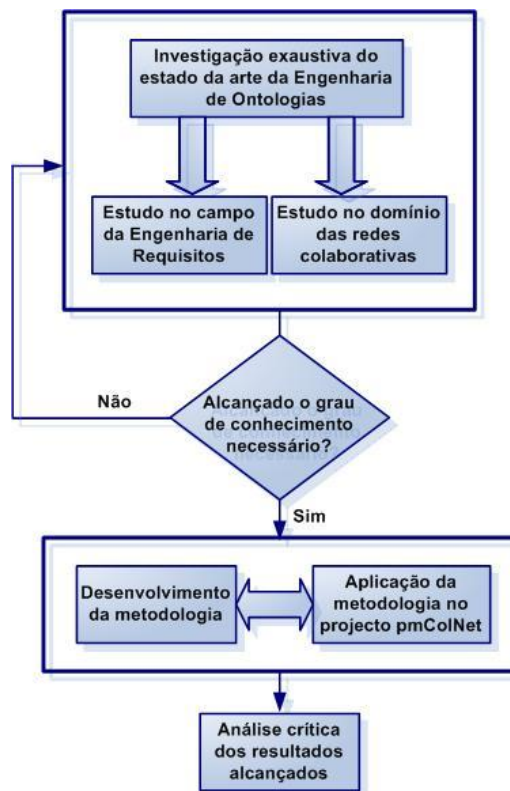 Investigação exaustiva do
estado da arte da Engenharia
de Ontologias
Estudo no campo
da Engenharia de
Requisitos
Estudo no domínio
das redes
colaborativas
Não
Alcançado o grau
de conhecimento
necessário?
Sim
Desenvolvimento
da metodologia
Aplicação da
metodologia no
projecto pmColNet
Análise crítica
dos resultados
alcançados